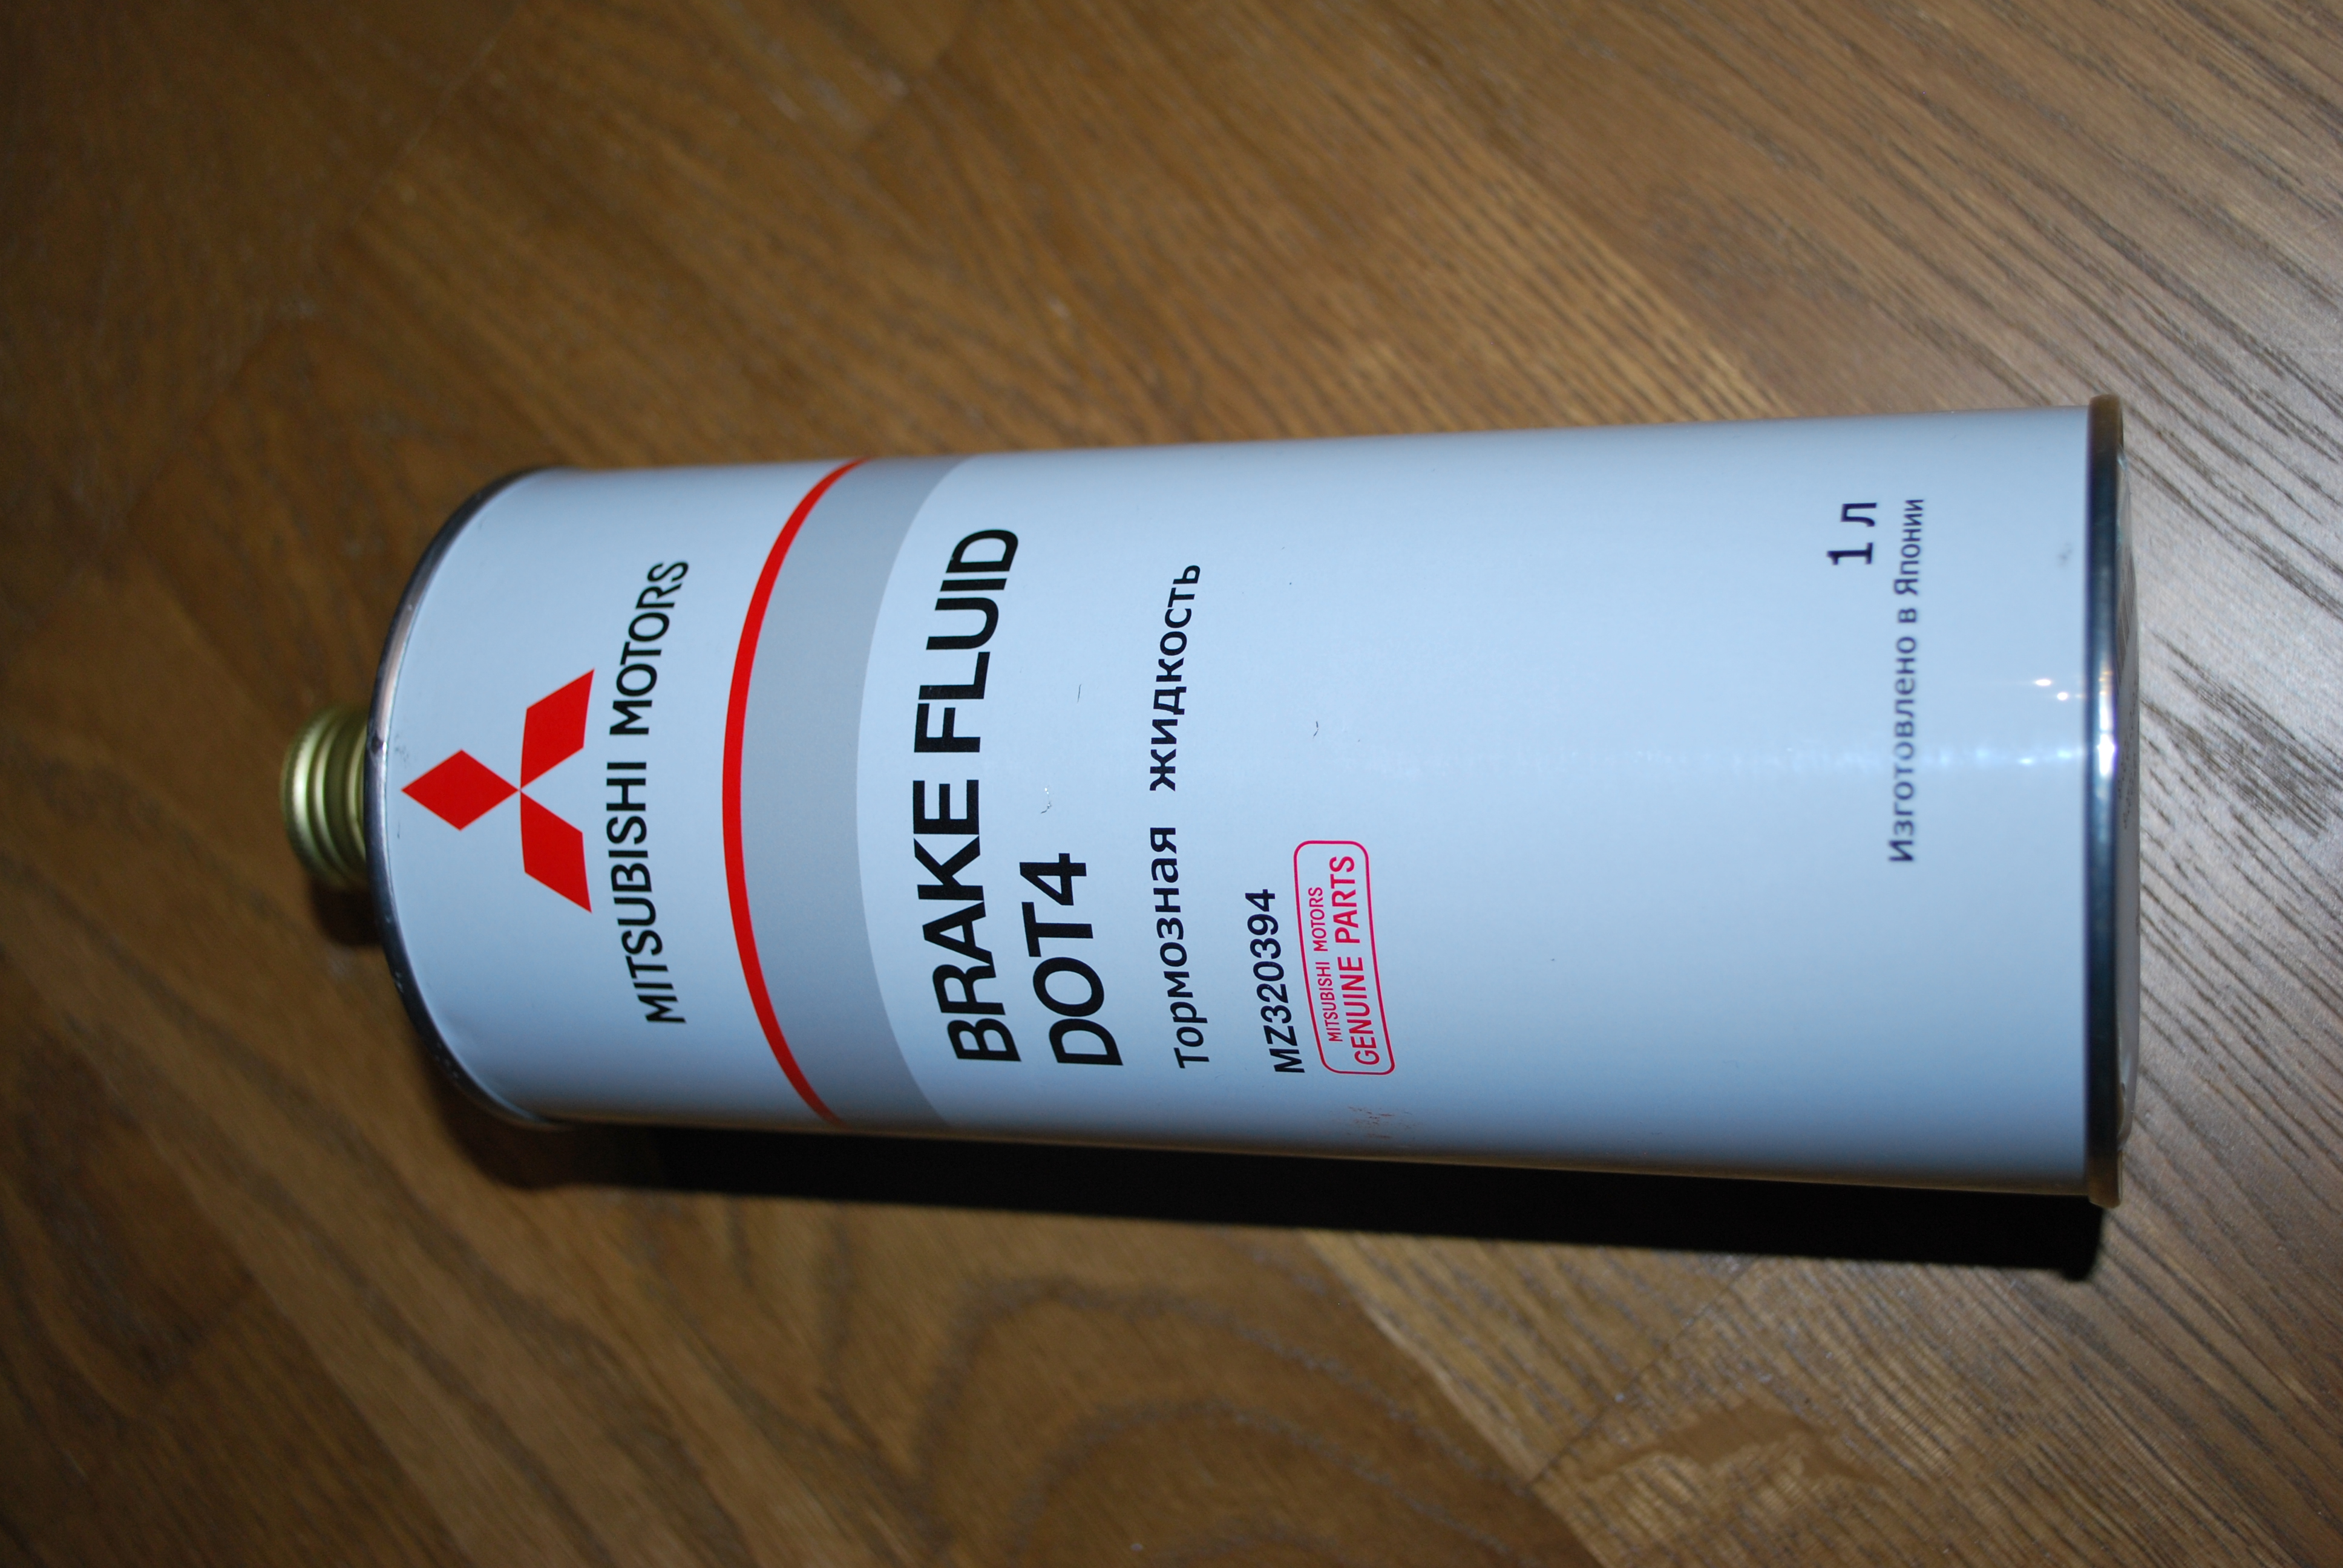 MITSUBISHI MOTORS
BRAKE FLUID
DOT4
Тормозная жидкость
MZ320394
MITSUBISHI MOTORS
GENUINE PARTS
1 л
Изготовлено в Японии